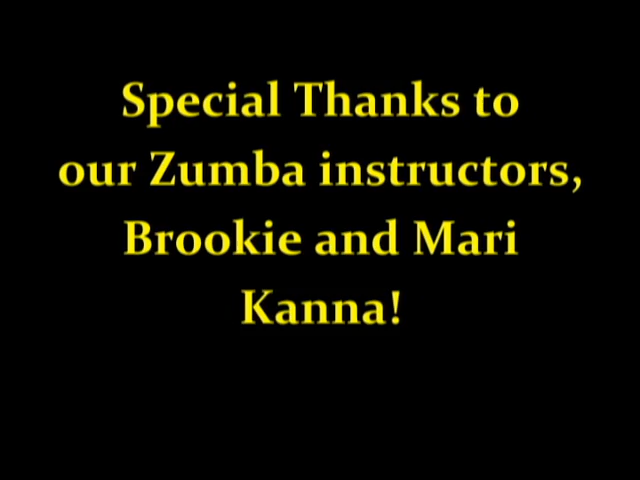 Special Thanks to
our Zumba instructors,
Brookie and Mari
Kanna!